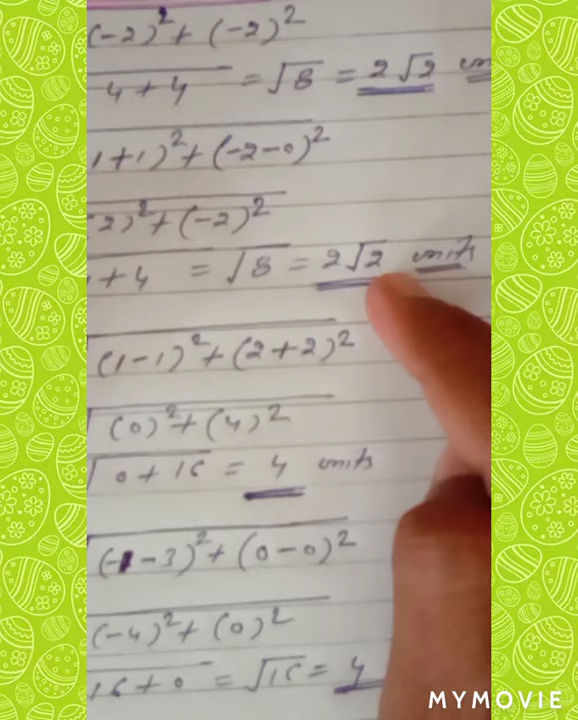 (-2)² + (-2)²
4 + 4 = √8 = 2√2
1+1)² + (-2-0)²
2)² + (-2)²
+ 4 = √8 = 2√2 units
√(1-1)² + (2+2)²
√(0)² + (4)²
√0 + 16 = 4 units
√(-1-3)² + (0-0)²
(-4)² + (0)²
16 + 0 = √16 = 4
MYMOVIE